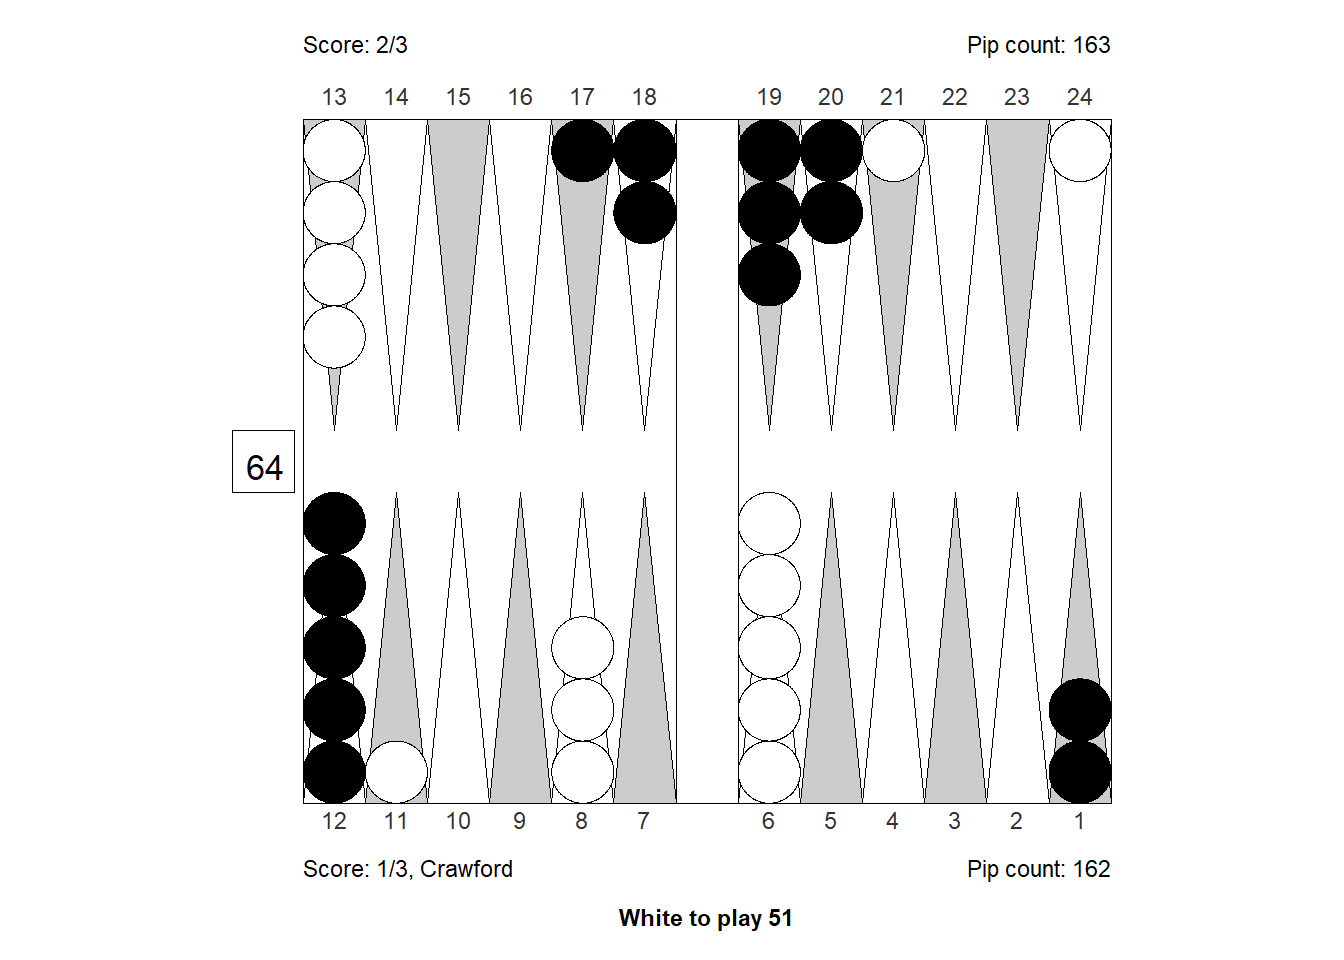 Score: 2/3 Pip count: 163
13 14 15 16 17 18 19 20 21 22 23 24
64
12 11 10 9 8 7 6 5 4 3 2 1
Score: 1/3, Crawford Pip count: 162
White to play 51